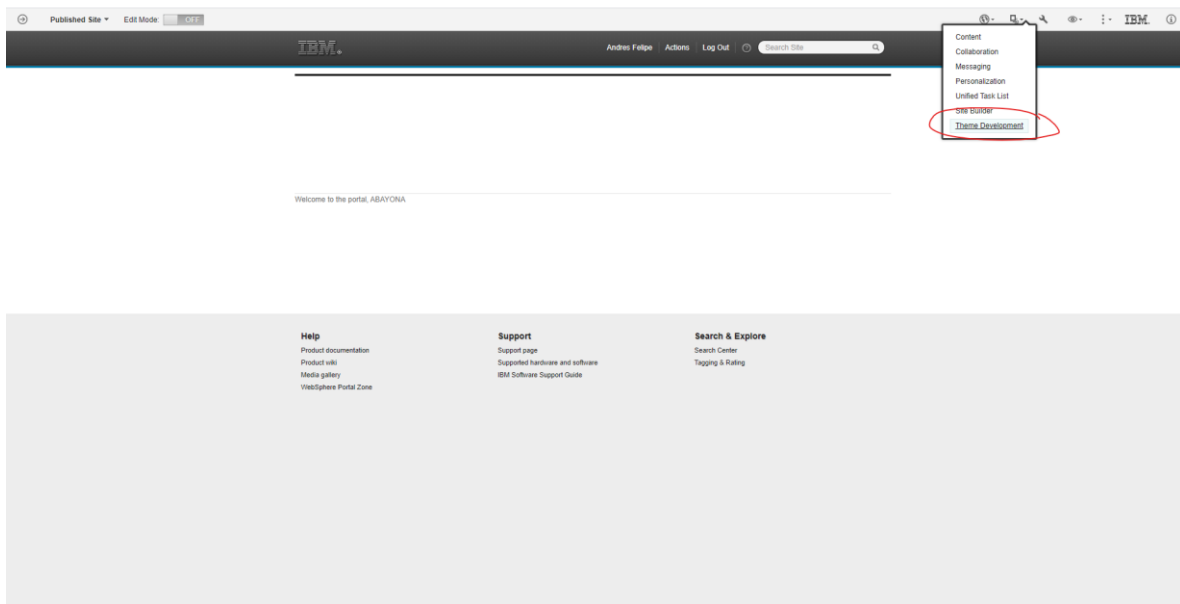 Published Site Edit Mode: OFF IBM.
IBM. Andres Felipe Actions Log Out Search Site
Content
Collaboration
Messaging
Personalization
Unified Task List
Site Builder
Theme Development
Welcome to the portal, ABAYONA
Help
Product documentation
Product wiki
Media gallery
WebSphere Portal Zone
Support
Support page
Supported hardware and software
IBM Software Support Guide
Search & Explore
Search Center
Tagging & Rating